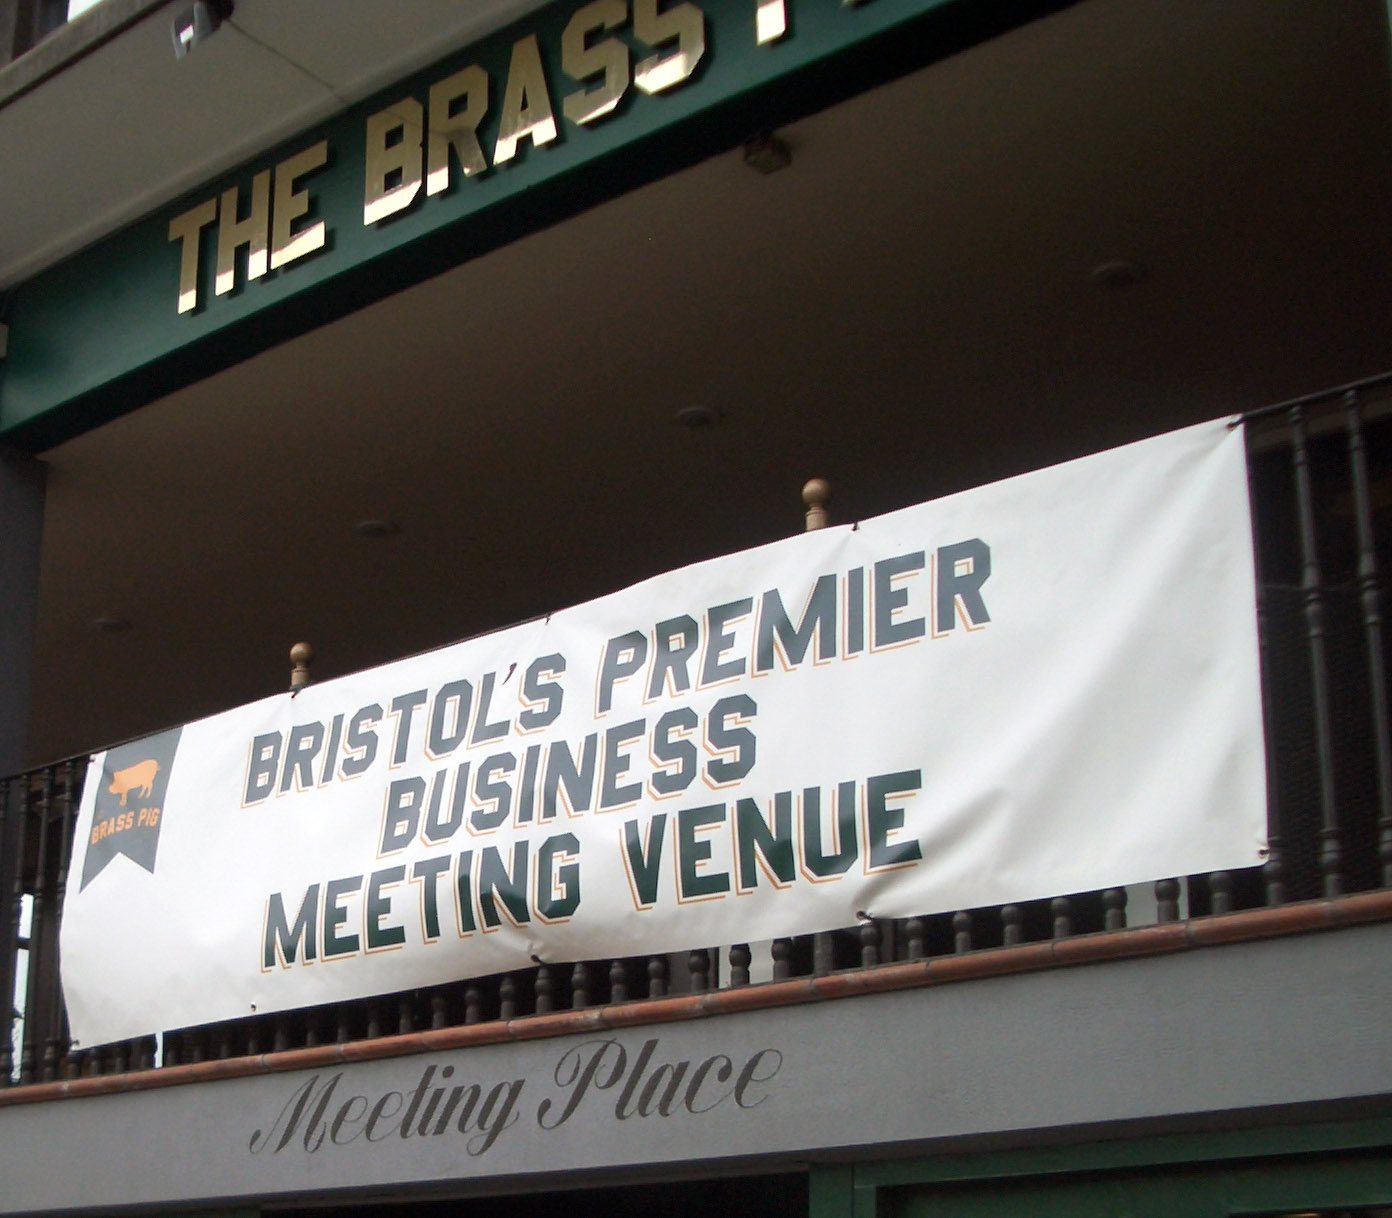 THE BRASS
BRASS PIG
BRISTOL'S PREMIER
BUSINESS
MEETING VENUE
Meeting Place